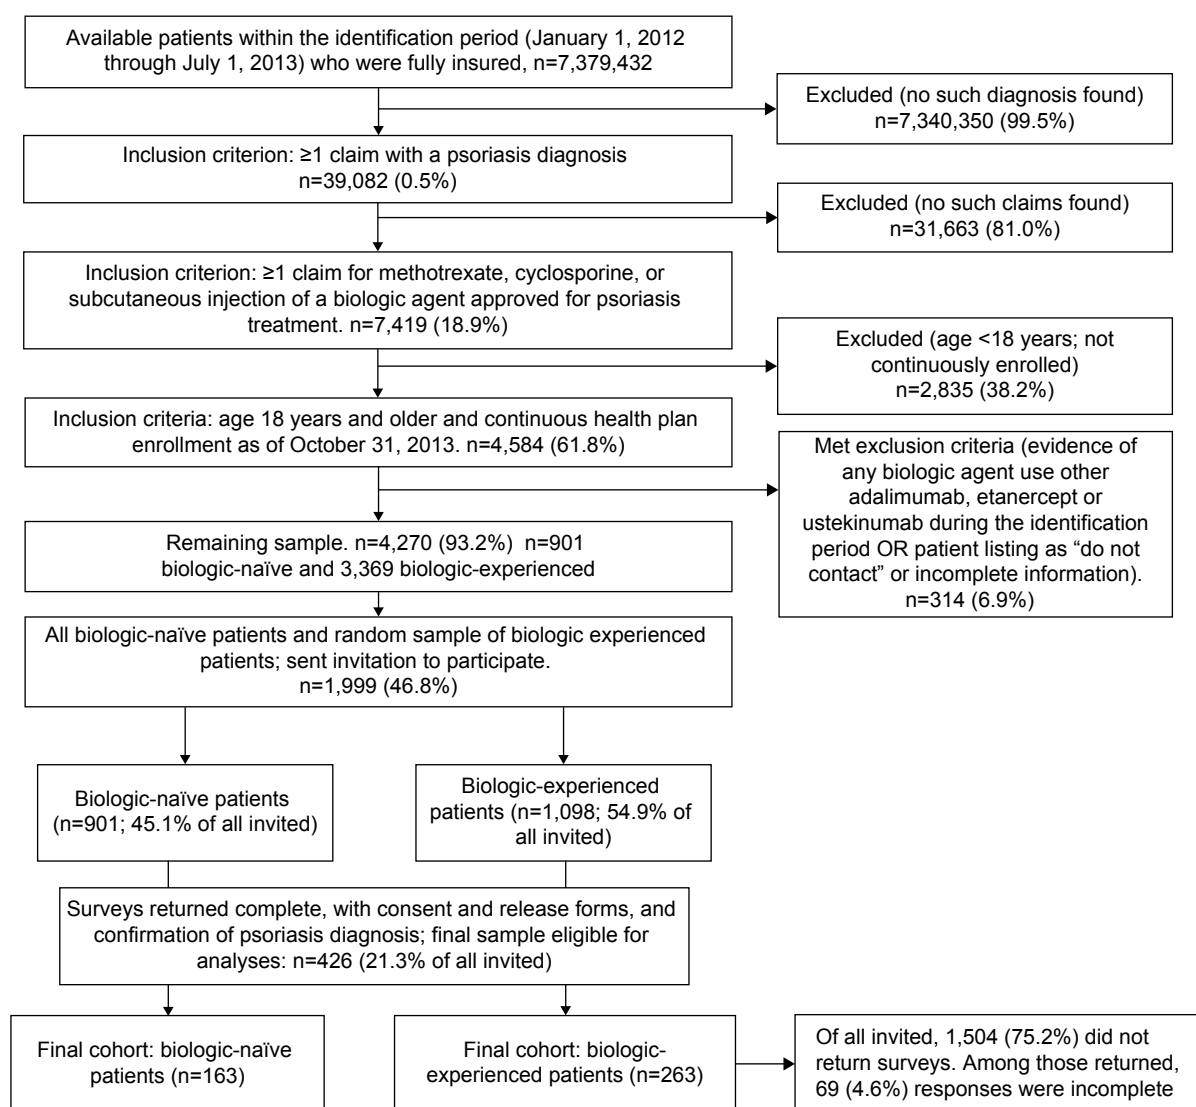 Available patients within the identification period (January 1, 2012
through July 1, 2013) who were fully insured, n=7,379,432
Excluded (no such diagnosis found)
n=7,340,350 (99.5%)
Inclusion criterion: ≥1 claim with a psoriasis diagnosis
n=39,082 (0.5%)
Excluded (no such claims found)
n=31,663 (81.0%)
Inclusion criterion: ≥1 claim for methotrexate, cyclosporine, or
subcutaneous injection of a biologic agent approved for psoriasis
treatment. n=7,419 (18.9%)
Excluded (age <18 years; not
continuously enrolled)
n=2,835 (38.2%)
Inclusion criteria: age 18 years and older and continuous health plan
enrollment as of October 31, 2013. n=4,584 (61.8%)
Met exclusion criteria (evidence of
any biologic agent use other
adalimumab, etanercept or
ustekinumab during the identification
period OR patient listing as “do not
contact” or incomplete information).
n=314 (6.9%)
Remaining sample. n=4,270 (93.2%) n=901
biologic-naïve and 3,369 biologic-experienced
All biologic-naïve patients and random sample of biologic experienced
patients; sent invitation to participate.
n=1,999 (46.8%)
Biologic-naïve patients
(n=901; 45.1% of all invited)
Biologic-experienced
patients (n=1,098; 54.9% of
all invited)
Surveys returned complete, with consent and release forms, and
confirmation of psoriasis diagnosis; final sample eligible for
analyses: n=426 (21.3% of all invited)
Final cohort: biologic-naïve
patients (n=163)
Final cohort: biologic-
experienced patients (n=263)
Of all invited, 1,504 (75.2%) did not
return surveys. Among those returned,
69 (4.6%) responses were incomplete